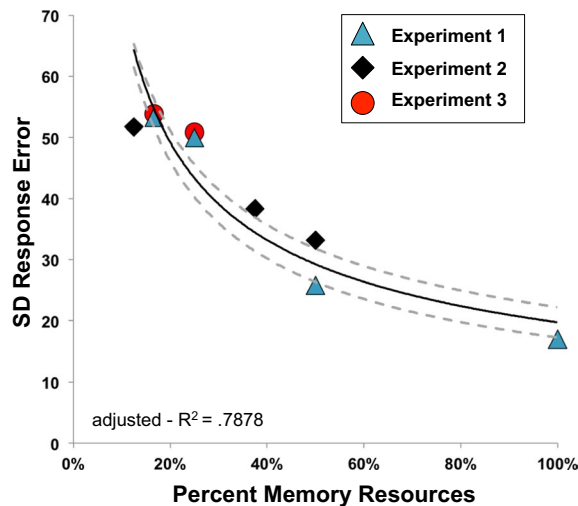 70
60
50
40
30
20
10
0
SD Response Error
Experiment 1
Experiment 2
Experiment 3
adjusted - R² = .7878
0%
20%
40%
60%
80%
100%
Percent Memory Resources